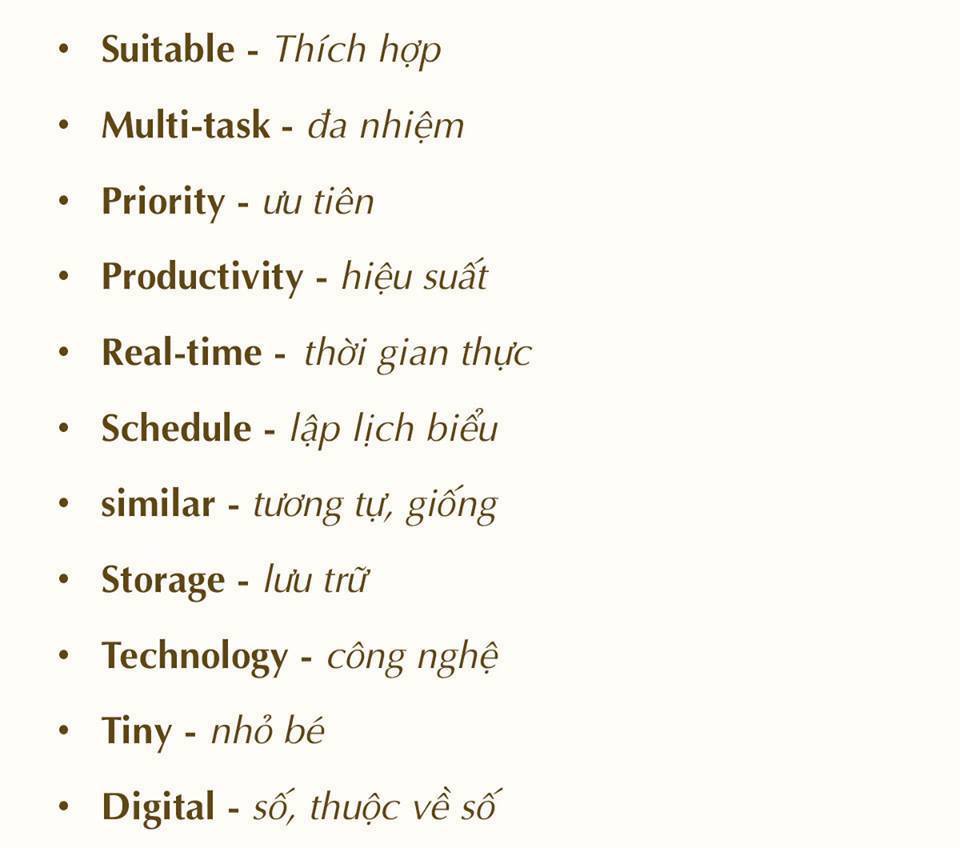 • Suitable - Thích hợp
• Multi-task - đa nhiệm
• Priority - ưu tiên
• Productivity - hiệu suất
• Real-time - thời gian thực
• Schedule - lập lịch biểu
• similar - tương tự, giống
• Storage - lưu trữ
• Technology - công nghệ
• Tiny - nhỏ bé
• Digital - số, thuộc về số